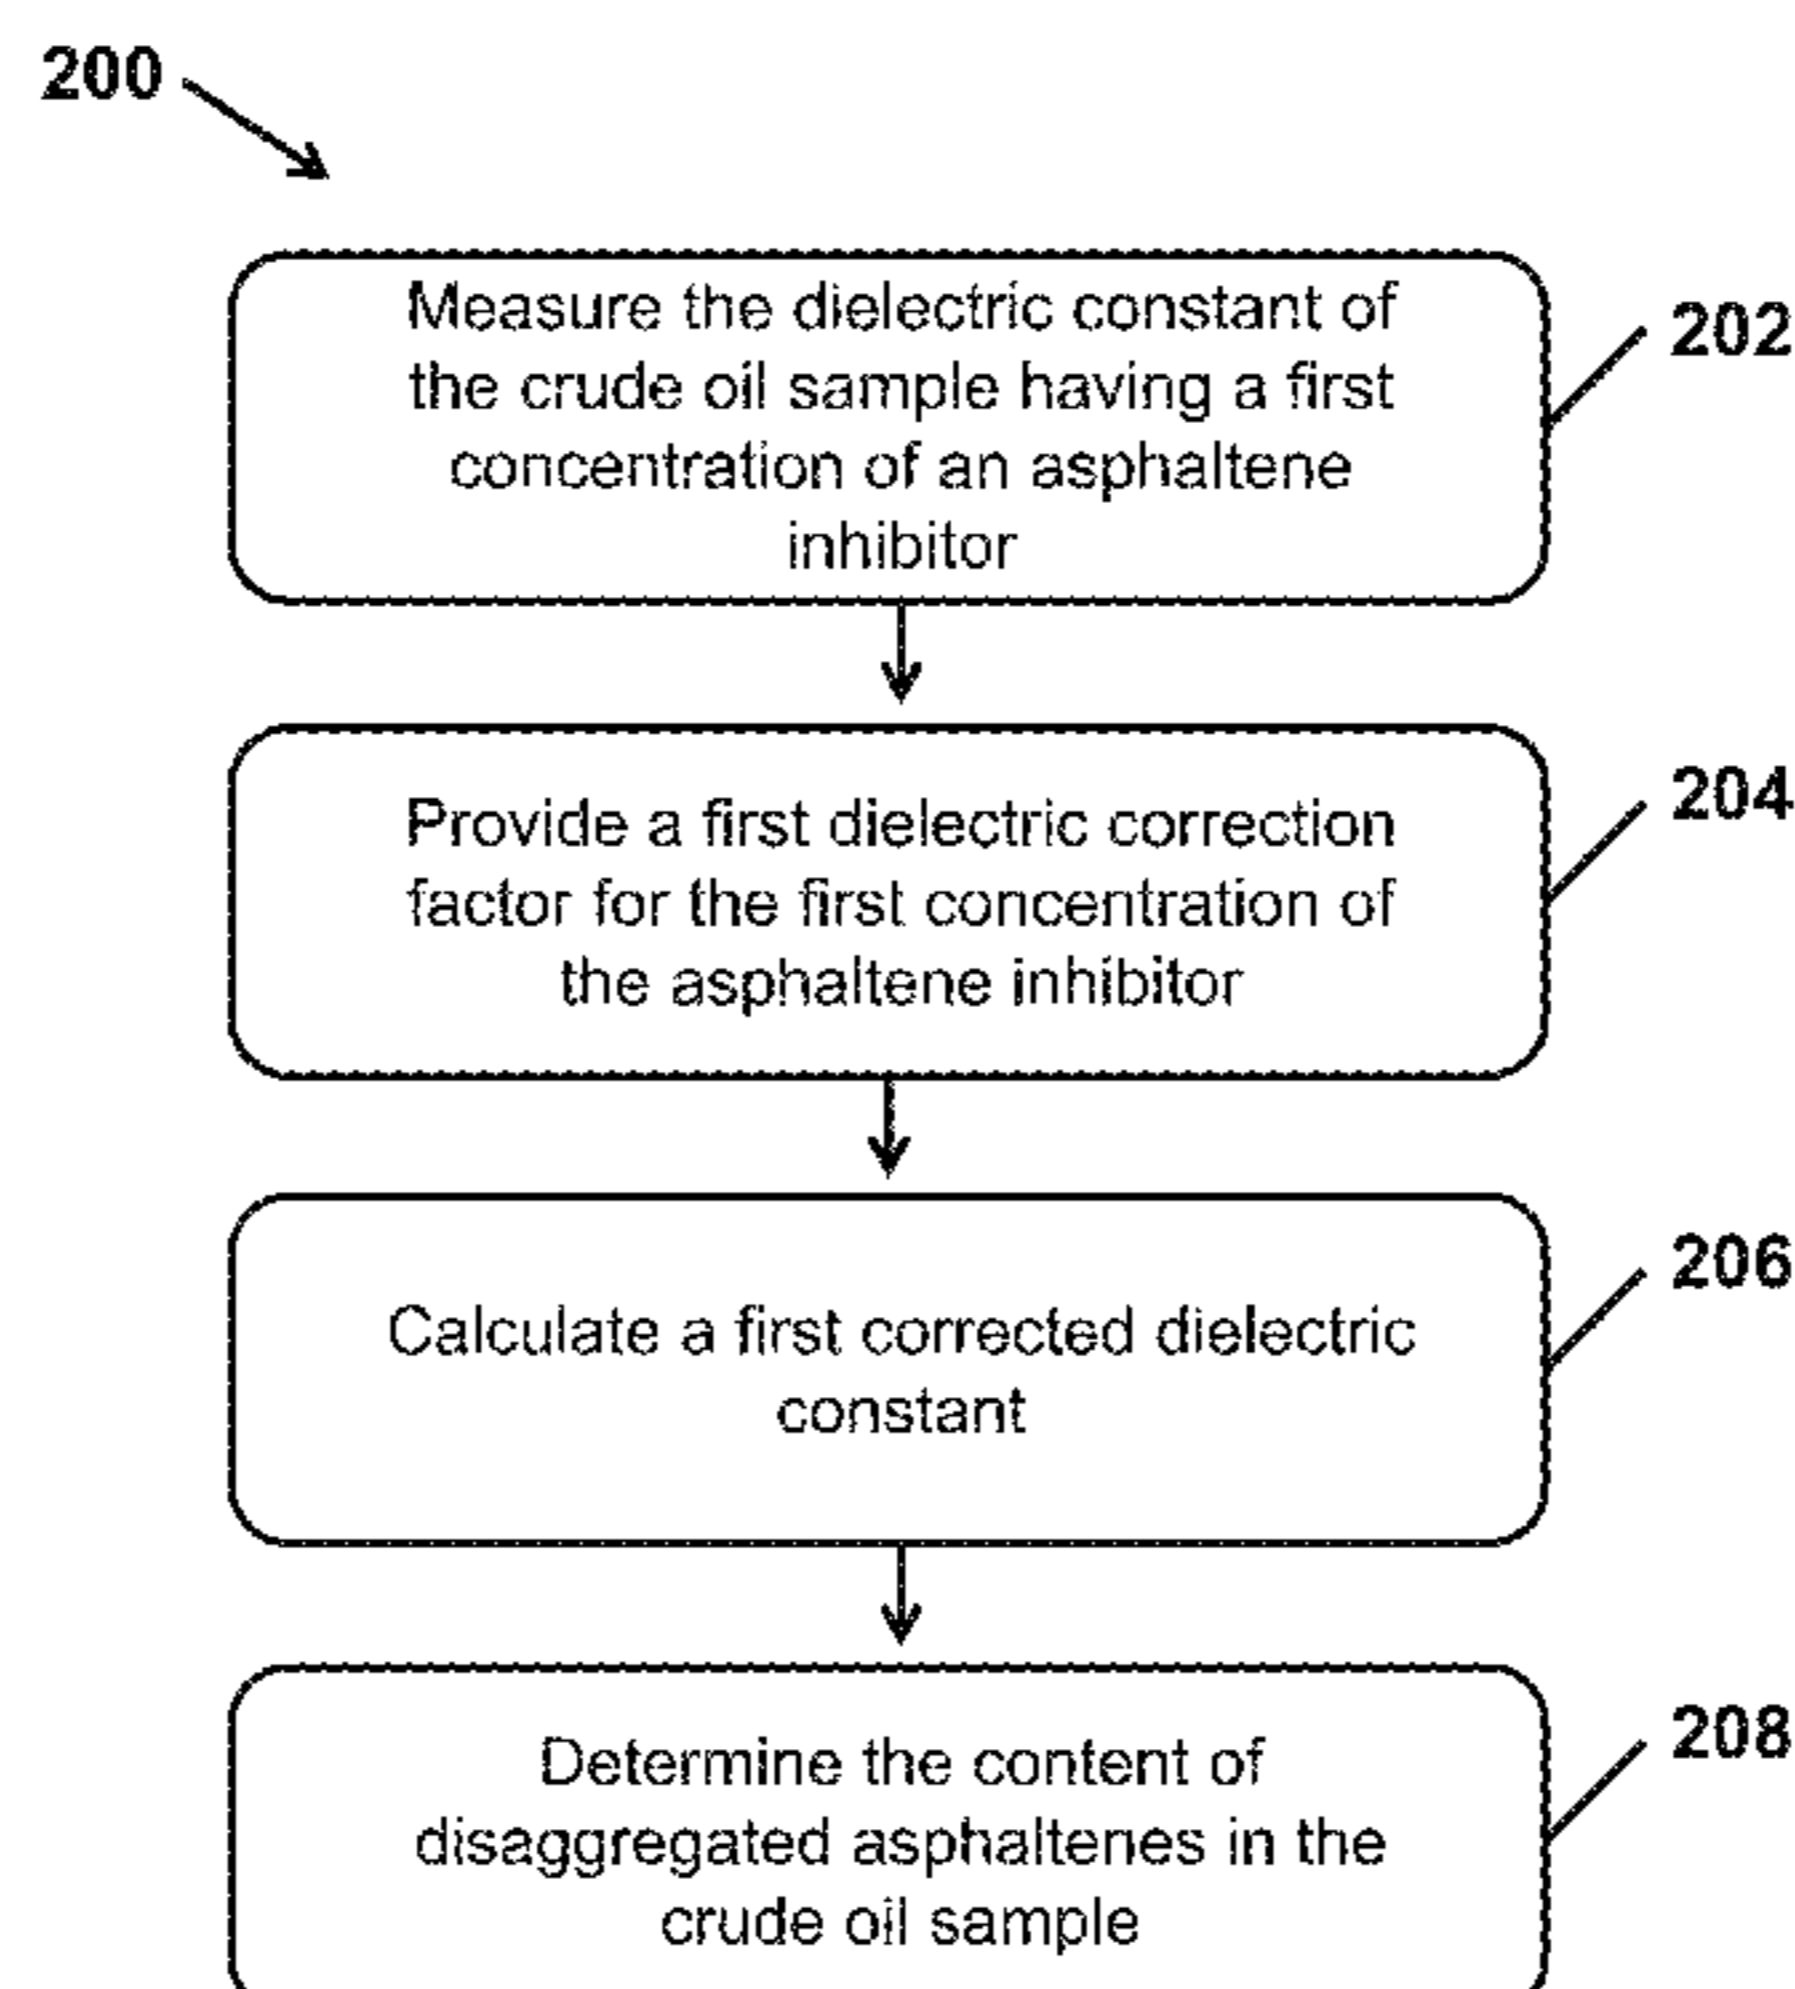 200
Measure the dielectric constant of
the crude oil sample having a first
concentration of an asphaltene
inhibitor
202
Provide a first dielectric correction
factor for the first concentration of
the asphaltene inhibitor
204
Calculate a first corrected dielectric
constant
206
Determine the content of
disaggregated asphaltenes in the
crude oil sample
208